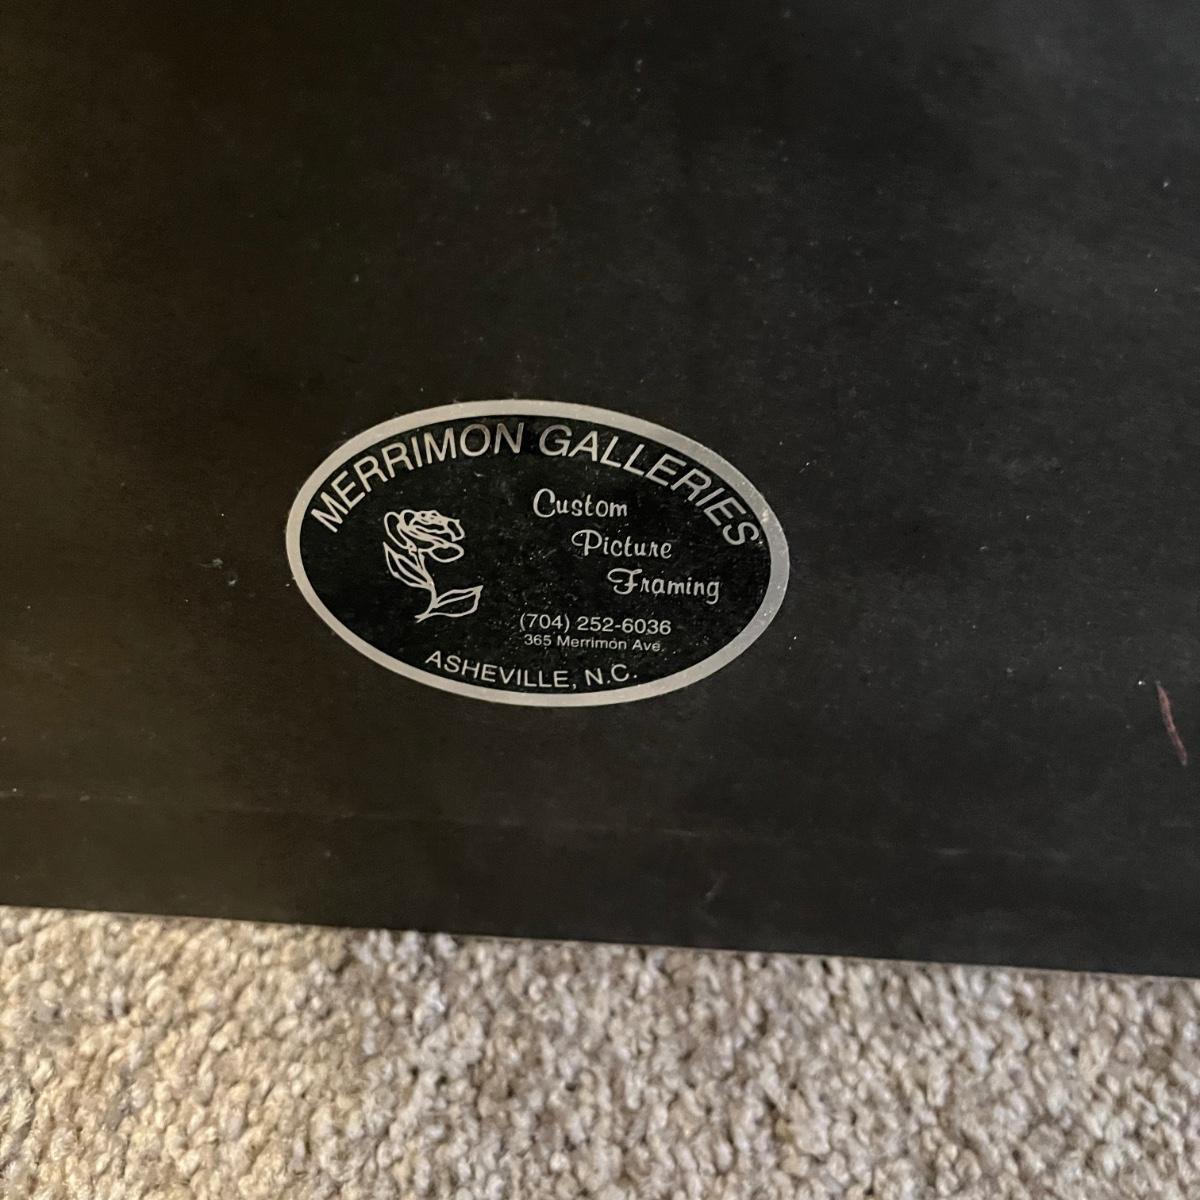 MERRIMON GALLERIES
Custom
Picture
Framing
(704) 252-6036
365 Merrimon Ave.
ASHEVILLE, N.C.